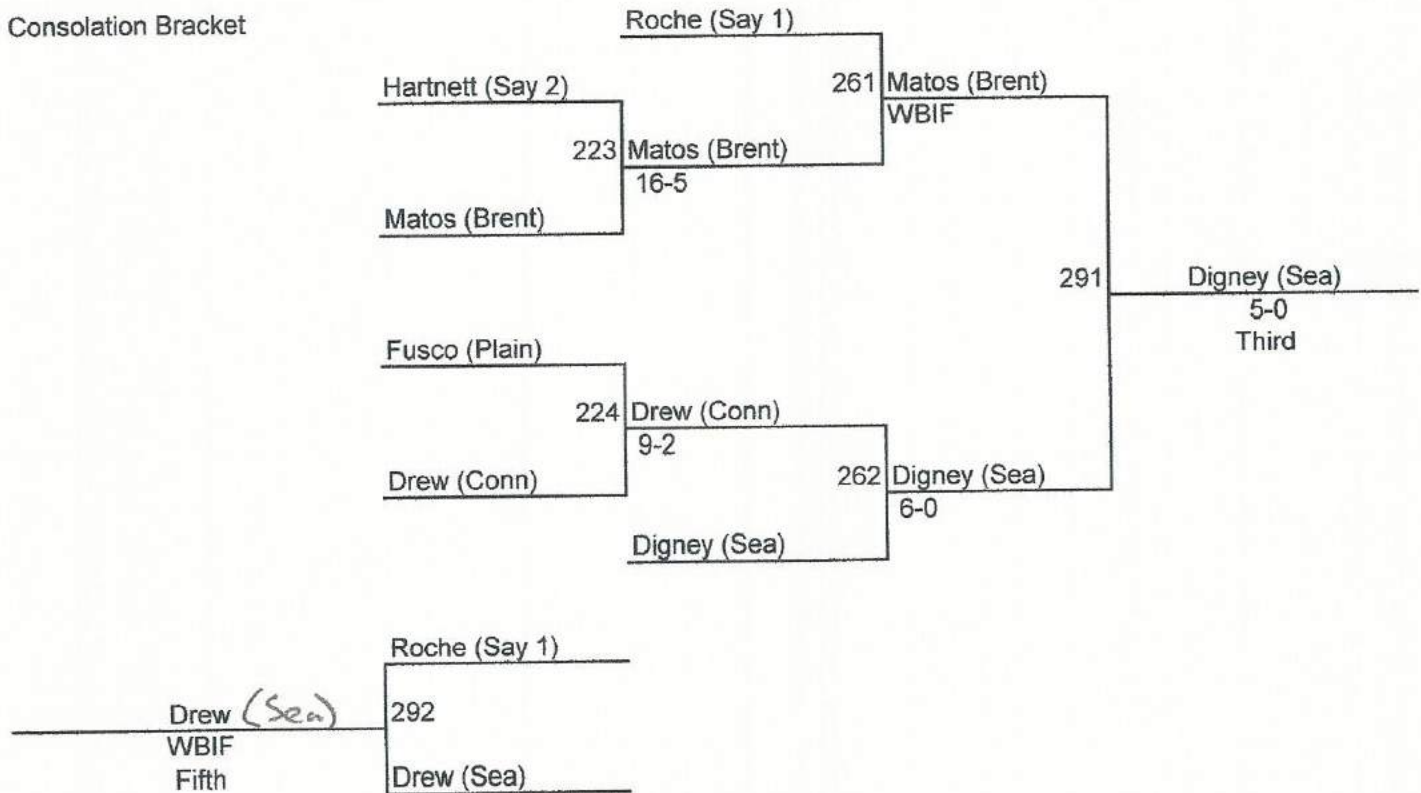 Consolation Bracket
Roche (Say 1)
Hartnett (Say 2)
261 Matos (Brent)
WBIF
223 Matos (Brent)
16-5
Matos (Brent)
291 Digney (Sea)
5-0
Third
Fusco (Plain)
224 Drew (Conn)
9-2
Drew (Conn)
262 Digney (Sea)
6-0
Digney (Sea)
Roche (Say 1)
Drew (Sea) 292
WBIF
Fifth
Drew (Sea)